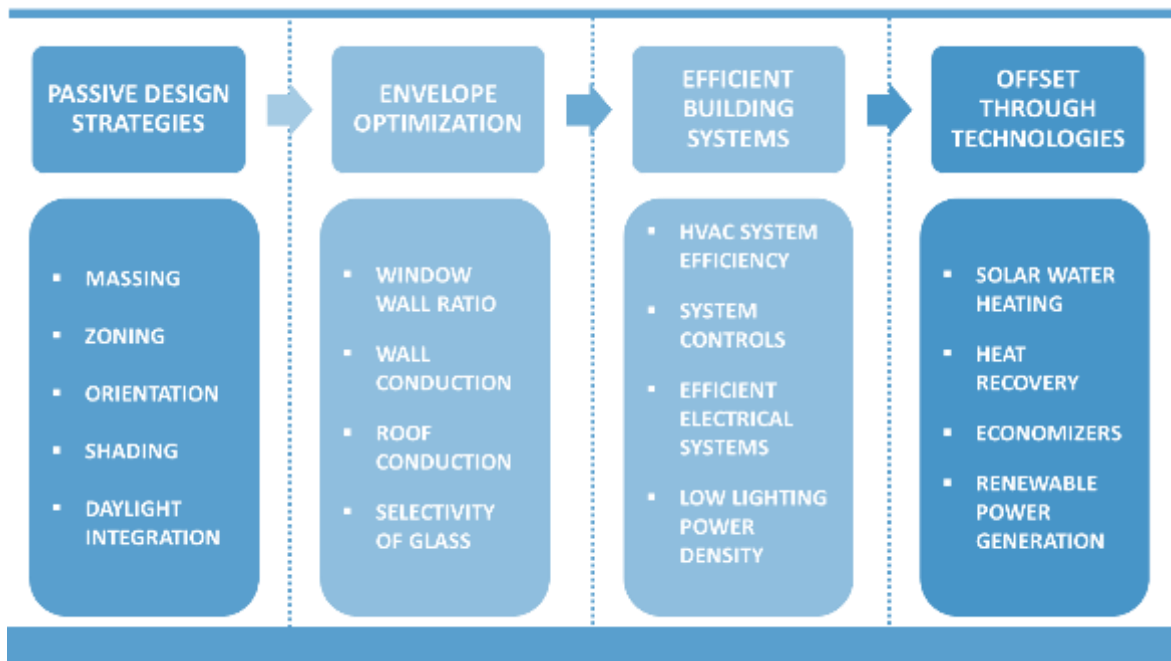 PASSIVE DESIGN
STRATEGIES
ENVELOPE
OPTIMIZATION
EFFICIENT
BUILDING
SYSTEMS
OFFSET
THROUGH
TECHNOLOGIES
▪ MASSING
▪ ZONING
▪ ORIENTATION
▪ SHADING
▪ DAYLIGHT
INTEGRATION
▪ WINDOW
WALL RATIO
▪ WALL
CONDUCTION
▪ ROOF
CONDUCTION
▪ SELECTIVITY
OF GLASS
▪ HVAC SYSTEM
EFFICIENCY
▪ SYSTEM
CONTROLS
▪ EFFICIENT
ELECTRICAL
SYSTEMS
▪ LOW LIGHTING
POWER
DENSITY
▪ SOLAR WATER
HEATING
▪ HEAT
RECOVERY
▪ ECONOMIZERS
▪ RENEWABLE
POWER
GENERATION